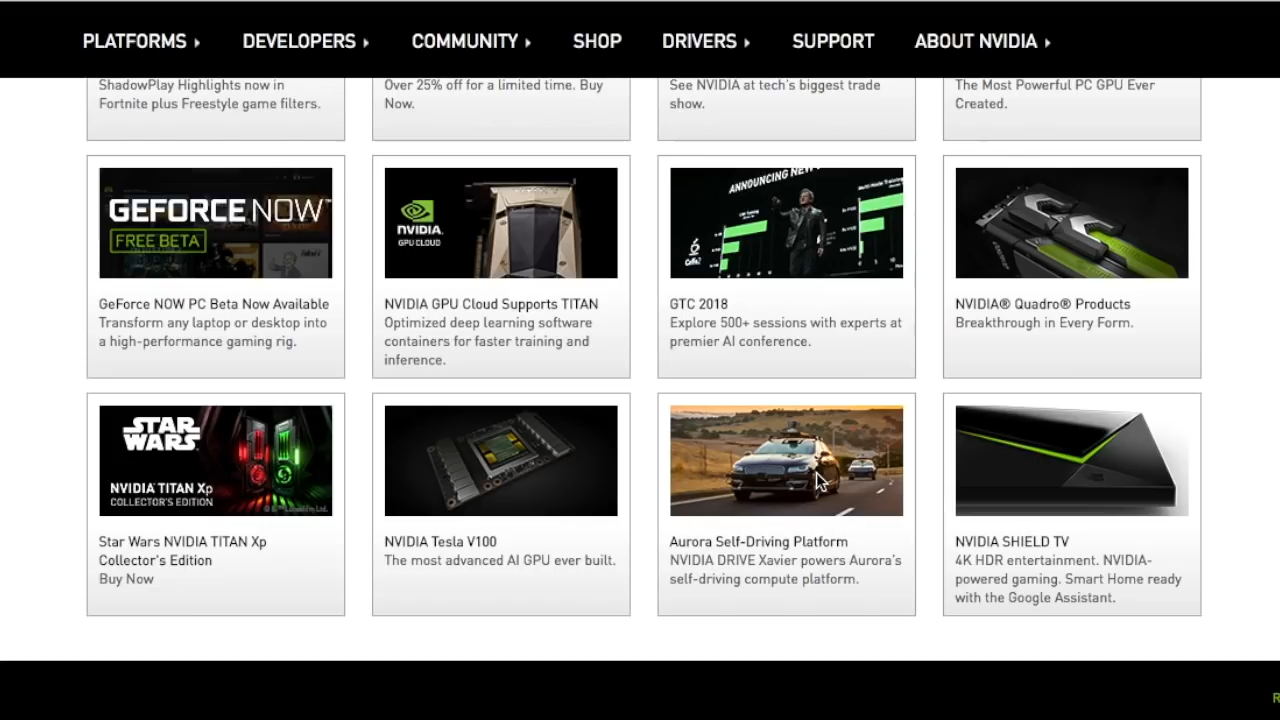 PLATFORMS DEVELOPERS COMMUNITY SHOP DRIVERS SUPPORT ABOUT NVIDIA
ShadowPlay Highlights now in
Fortnite plus Freestyle game filters.
Over 25% off for a limited time. Buy
Now.
See NVIDIA at tech's biggest trade
show.
The Most Powerful PC GPU Ever
Created.
GEFORCE NOW™
FREE BETA
GeForce NOW PC Beta Now Available
Transform any laptop or desktop into
a high-performance gaming rig.
NVIDIA.
GPU CLOUD
NVIDIA GPU Cloud Supports TITAN
Optimized deep learning software
containers for faster training and
inference.
ANNOUNCING NEW
GTC 2018
Explore 500+ sessions with experts at
premier AI conference.
NVIDIA® Quadro® Products
Breakthrough in Every Form.
STAR
WARS
NVIDIA TITAN Xp
COLLECTOR'S EDITION
Star Wars NVIDIA TITAN Xp
Collector's Edition
Buy Now
NVIDIA Tesla V100
The most advanced AI GPU ever built.
Aurora Self-Driving Platform
NVIDIA DRIVE Xavier powers Aurora's
self-driving compute platform.
NVIDIA SHIELD TV
4K HDR entertainment. NVIDIA-
powered gaming. Smart Home ready
with the Google Assistant.